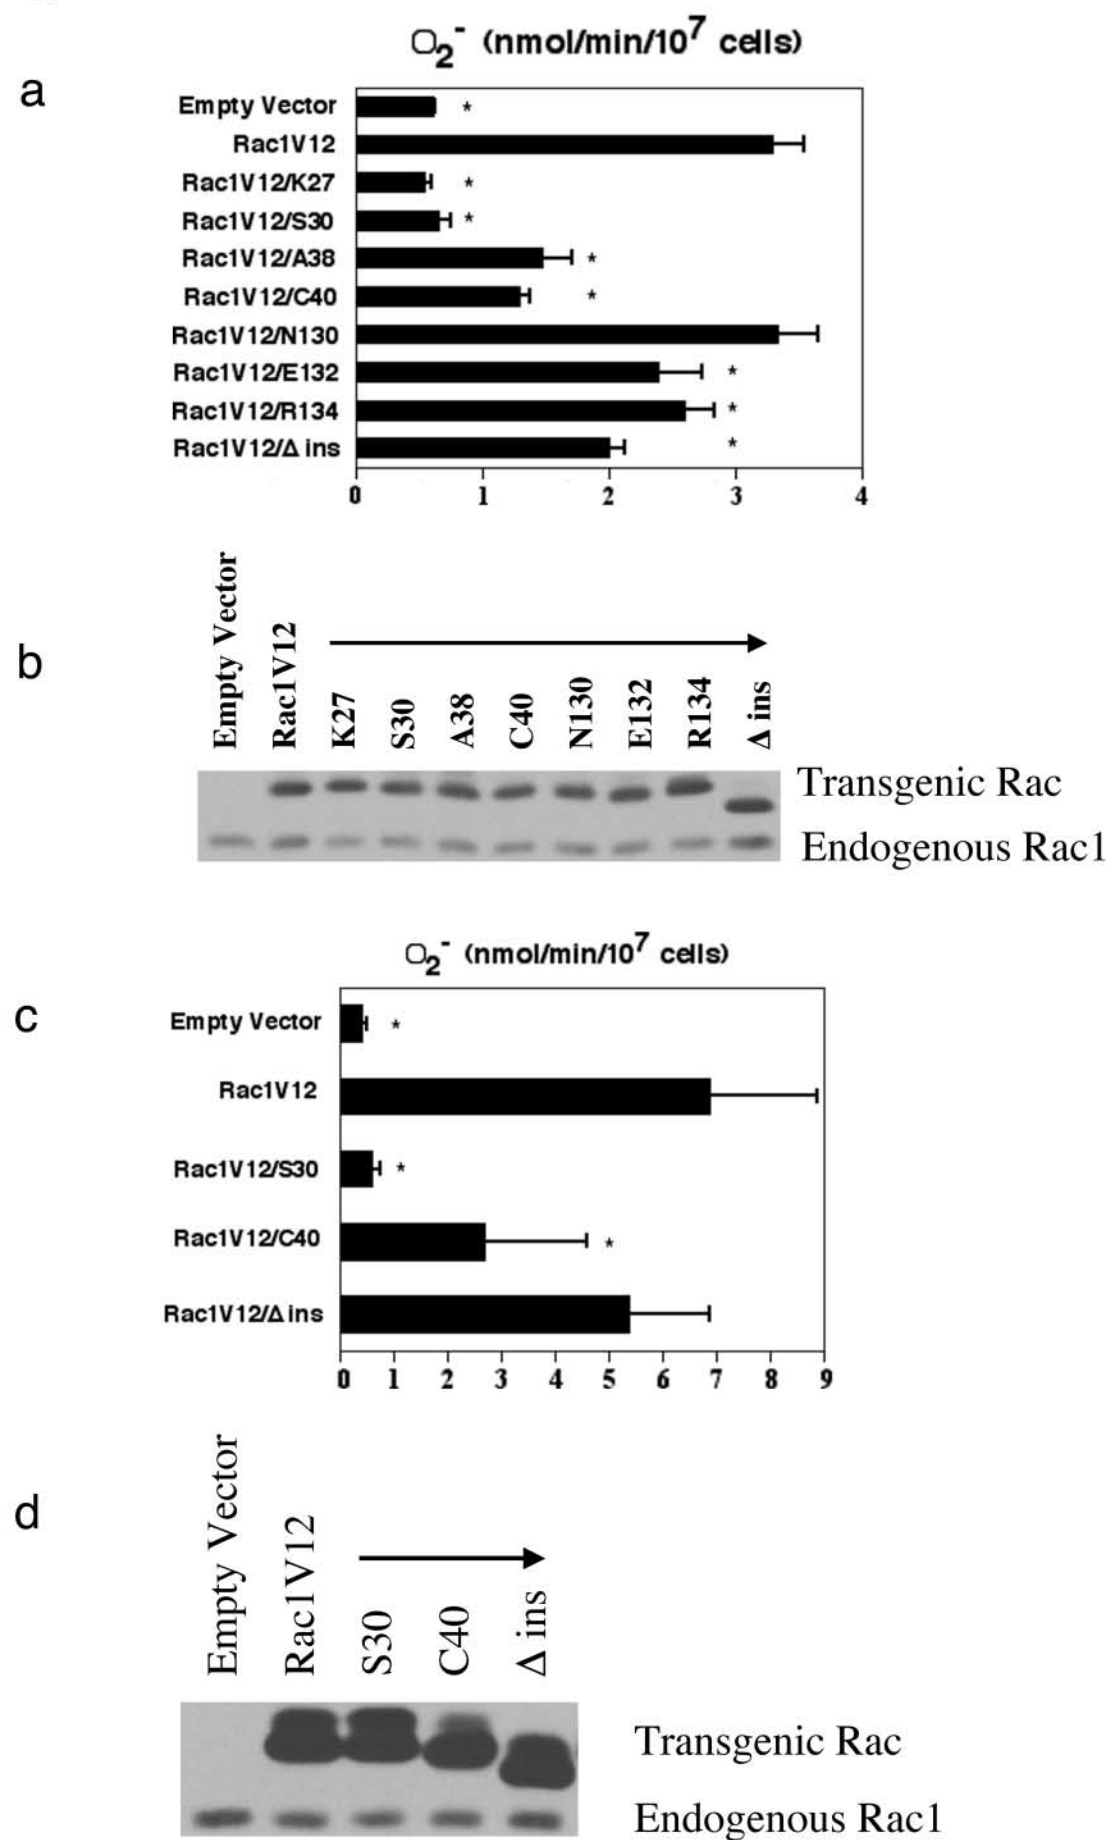 a
O2- (nmol/min/10^7 cells)
Empty Vector *
Rac1V12
Rac1V12/K27 *
Rac1V12/S30 *
Rac1V12/A38 *
Rac1V12/C40 *
Rac1V12/N130
Rac1V12/E132 *
Rac1V12/R134 *
Rac1V12/Δ ins *
0 1 2 3 4
b
Empty Vector
Rac1V12
K27
S30
A38
C40
N130
E132
R134
Δ ins
Transgenic Rac
Endogenous Rac1
c
O2- (nmol/min/10^7 cells)
Empty Vector *
Rac1V12
Rac1V12/S30 *
Rac1V12/C40 *
Rac1V12/Δ ins
0 1 2 3 4 5 6 7 8 9
d
Empty Vector
Rac1V12
S30
C40
Δ ins
Transgenic Rac
Endogenous Rac1